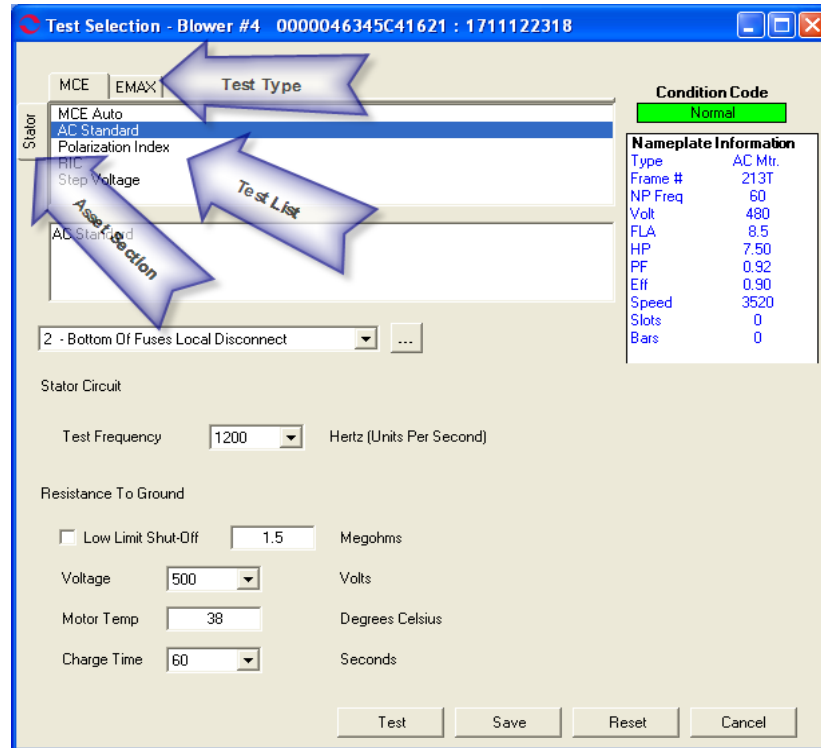 Test Selection - Blower #4 0000046345C41621 : 1711122318
MCE EMAX Test Type
Stator
MCE Auto
AC Standard
Polarization Index
RIC
Step Voltage
Test List
Asset Section
AC Standard
Condition Code
Normal
Nameplate Information
Type AC Mtr.
Frame # 213T
NP Freq 60
Volt 480
FLA 8.5
HP 7.50
PF 0.92
Eff 0.90
Speed 3520
Slots 0
Bars 0
2 - Bottom Of Fuses Local Disconnect ...
Stator Circuit
Test Frequency 1200 Hertz (Units Per Second)
Resistance To Ground
Low Limit Shut-Off 1.5 Megohms
Voltage 500 Volts
Motor Temp 38 Degrees Celsius
Charge Time 60 Seconds
Test Save Reset Cancel